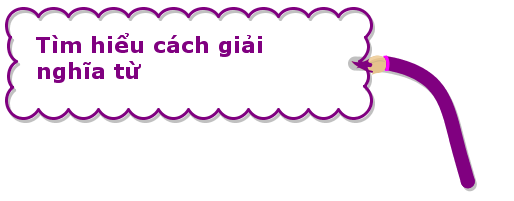 Tìm hiểu cách giải
nghĩa từ